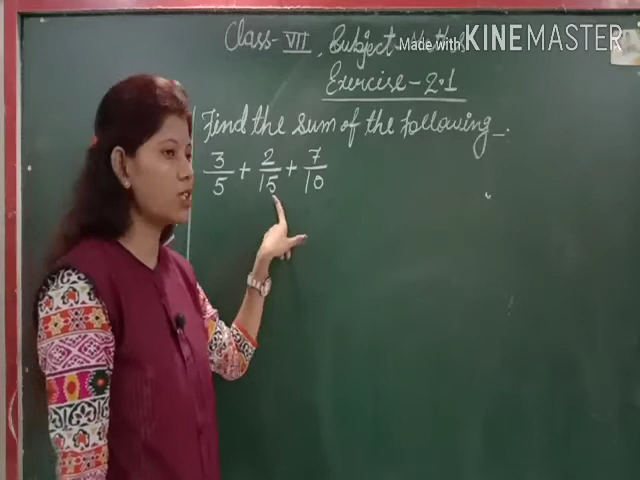 Class-VII, Subject-Maths
Made with KINEMASTER
Exercise-2.1
Find the sum of the following-:
3/5 + 2/15 + 7/10